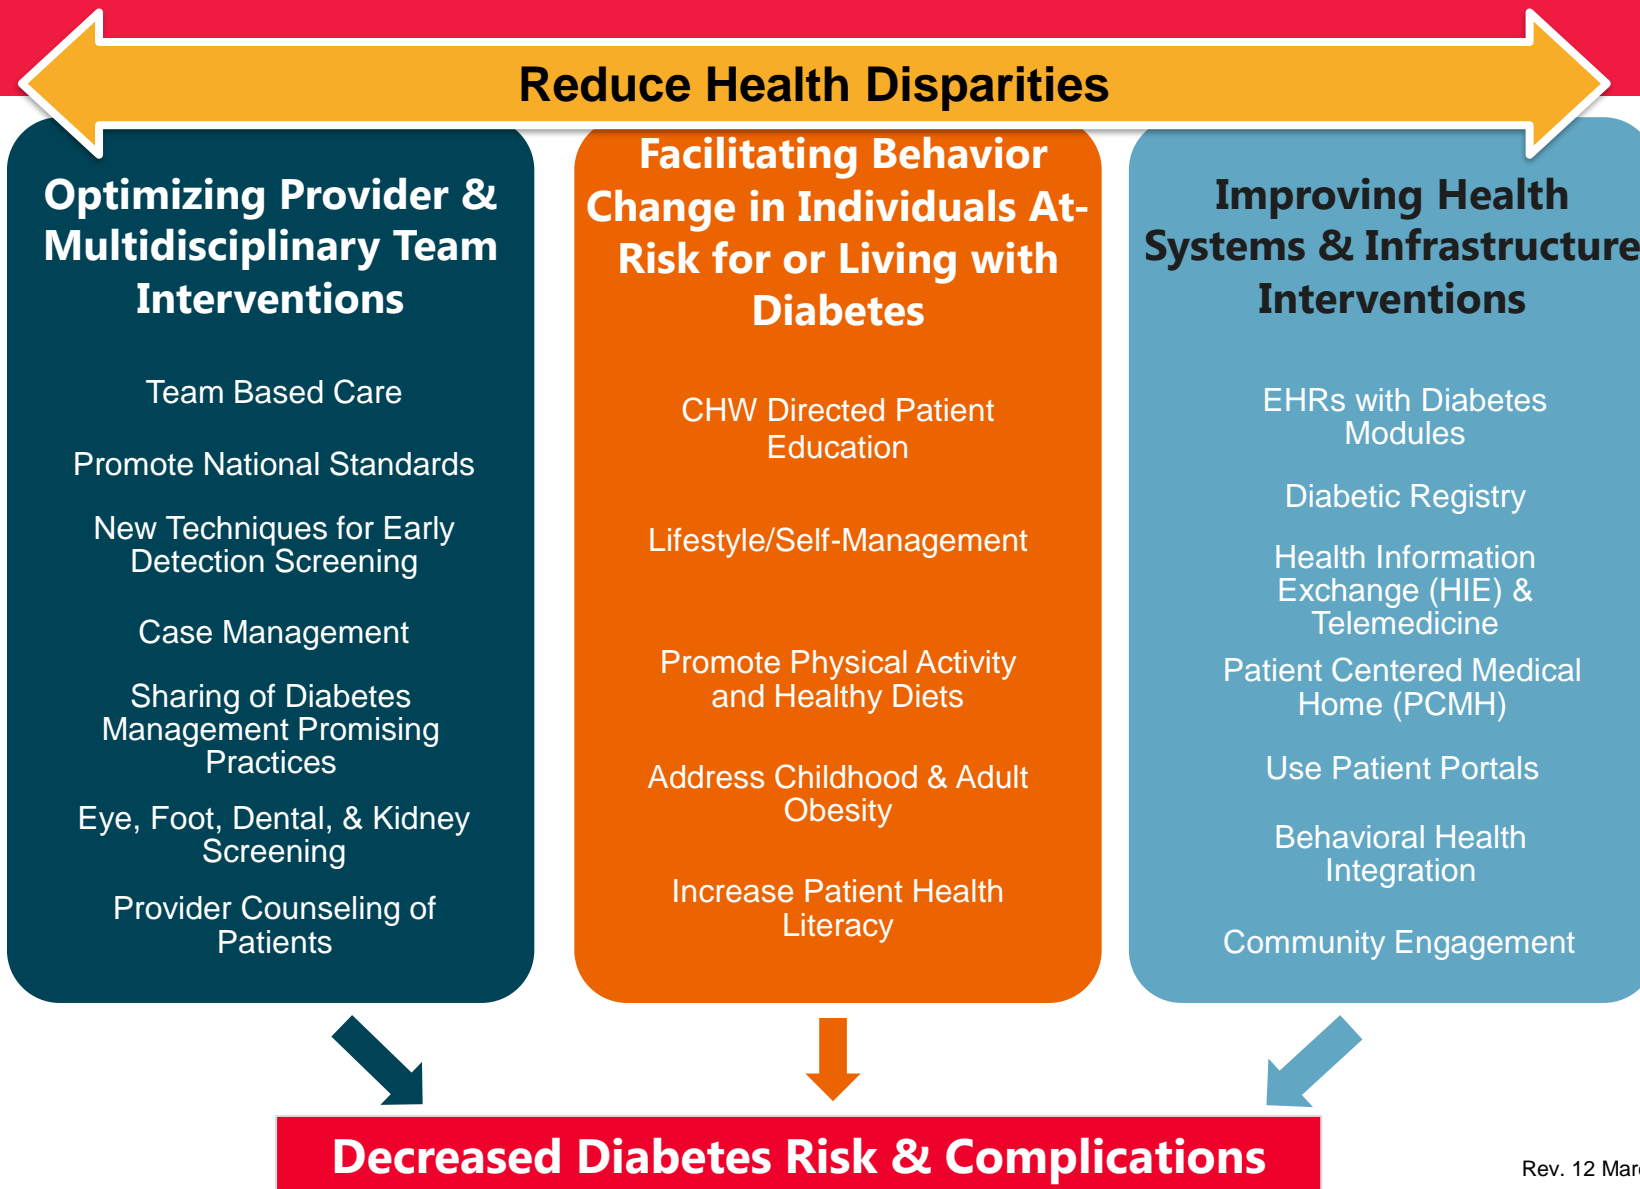 Reduce Health Disparities
Optimizing Provider &
Multidisciplinary Team
Interventions
Team Based Care
Promote National Standards
New Techniques for Early
Detection Screening
Case Management
Sharing of Diabetes
Management Promising
Practices
Eye, Foot, Dental, & Kidney
Screening
Provider Counseling of
Patients
Facilitating Behavior
Change in Individuals At-
Risk for or Living with
Diabetes
CHW Directed Patient
Education
Lifestyle/Self-Management
Promote Physical Activity
and Healthy Diets
Address Childhood & Adult
Obesity
Increase Patient Health
Literacy
Improving Health
Systems & Infrastructure
Interventions
EHRs with Diabetes
Modules
Diabetic Registry
Health Information
Exchange (HIE) &
Telemedicine
Patient Centered Medical
Home (PCMH)
Use Patient Portals
Behavioral Health
Integration
Community Engagement
Decreased Diabetes Risk & Complications
Rev. 12